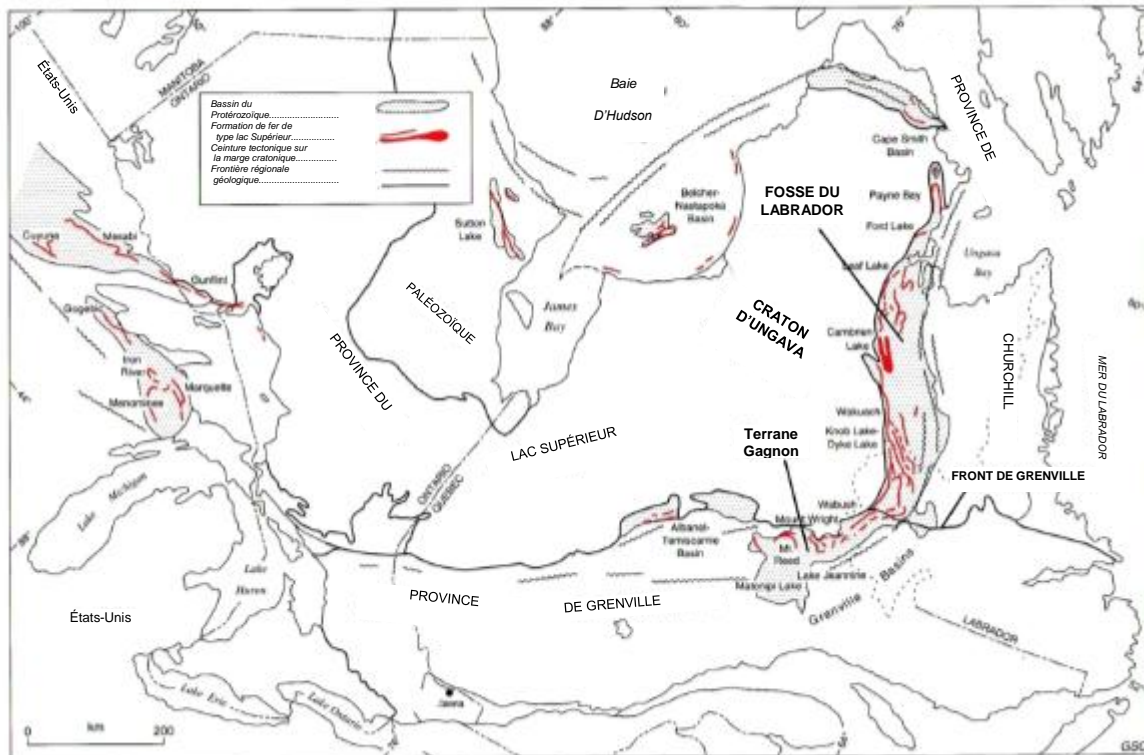 100°
États-Unis
MANITOBA
ONTARIO
Bassin du
Protérozoïque
Formation de fer de
type lac Supérieur
Ceinture tectonique sur
la marge cratonique
Frontière régionale
géologique
Baie
D'Hudson
PROVINCE DE
CHURCHILL
Cape Smith
Basin
Payne Bay
Ford Lake
Leaf Lake
Ungava
Bay
FOSSE DU
LABRADOR
Belcher-
Nastapoka
Basin
Sutton
Lake
Cuyuna
Mesabi
Gunflint
Gogebic
Iron
River
Marquette
Menominee
PALÉOZOÏQUE
James
Bay
CRATON
D'UNGAVA
Cambrien
Lake
MER DU LABRADOR
PROVINCE DU
LAC SUPÉRIEUR
Wakuach
Knob Lake-
Dyke Lake
Terrane
Gagnon
FRONT DE GRENVILLE
Wabush
Mount Wright
Mt.
Reed
Lake Jeannine
Matonipi Lake
Albanel-
Temiscamie
Basin
ONTARIO
QUEBEC
Lake Michigan
Lake
Huron
États-Unis
PROVINCE
DE GRENVILLE
Grenville
Basins
LABRADOR
Lake Erie
Lake Ontario
0
km
200